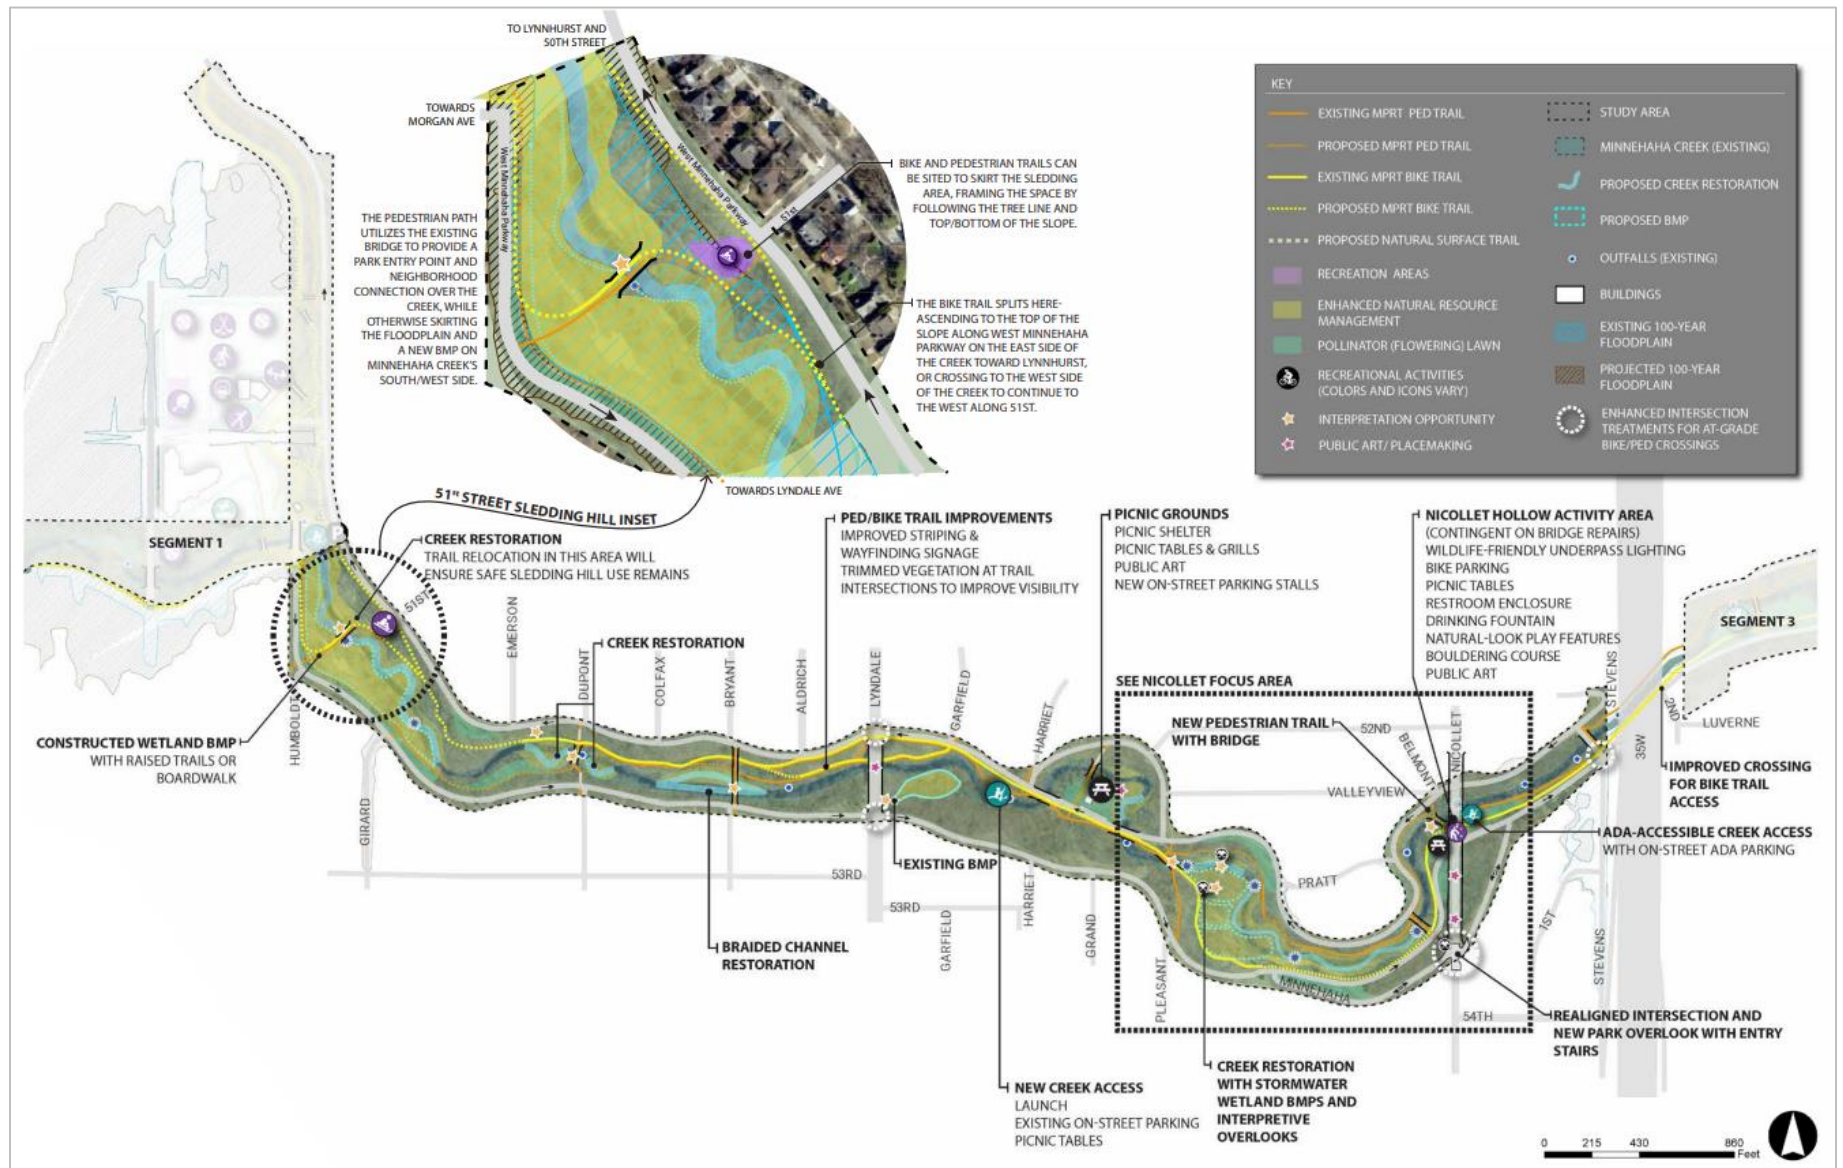 TO LYNNHURST AND
50TH STREET
TOWARDS
MORGAN AVE
West Minnehaha Parkway
West Minnehaha Parkway
51st
THE PEDESTRIAN PATH
UTILIZES THE EXISTING
BRIDGE TO PROVIDE A
PARK ENTRY POINT AND
NEIGHBORHOOD
CONNECTION OVER THE
CREEK, WHILE
OTHERWISE SKIRTING
THE FLOODPLAIN AND
A NEW BMP ON
MINNEHAHA CREEK'S
SOUTH/WEST SIDE.
BIKE AND PEDESTRIAN TRAILS CAN
BE SITED TO SKIRT THE SLEDDING
AREA, FRAMING THE SPACE BY
FOLLOWING THE TREE LINE AND
TOP/BOTTOM OF THE SLOPE.
THE BIKE TRAIL SPLITS HERE-
ASCENDING TO THE TOP OF THE
SLOPE ALONG WEST MINNEHAHA
PARKWAY ON THE EAST SIDE OF
THE CREEK TOWARD LYNNHURST,
OR CROSSING TO THE WEST SIDE
OF THE CREEK TO CONTINUE TO
THE WEST ALONG 51ST.
TOWARDS LYNDALE AVE
KEY
EXISTING MPRT PED TRAIL
PROPOSED MPRT PED TRAIL
EXISTING MPRT BIKE TRAIL
PROPOSED MPRT BIKE TRAIL
PROPOSED NATURAL SURFACE TRAIL
RECREATION AREAS
ENHANCED NATURAL RESOURCE
MANAGEMENT
POLLINATOR (FLOWERING) LAWN
RECREATIONAL ACTIVITIES
(COLORS AND ICONS VARY)
INTERPRETATION OPPORTUNITY
PUBLIC ART/ PLACEMAKING
STUDY AREA
MINNEHAHA CREEK (EXISTING)
PROPOSED CREEK RESTORATION
PROPOSED BMP
OUTFALLS (EXISTING)
BUILDINGS
EXISTING 100-YEAR
FLOODPLAIN
PROJECTED 100-YEAR
FLOODPLAIN
ENHANCED INTERSECTION
TREATMENTS FOR AT-GRADE
BIKE/PED CROSSINGS
51ST STREET SLEDDING HILL INSET
SEGMENT 1
P
CREEK RESTORATION
TRAIL RELOCATION IN THIS AREA WILL
ENSURE SAFE SLEDDING HILL USE REMAINS
51ST
PED/BIKE TRAIL IMPROVEMENTS
IMPROVED STRIPING &
WAYFINDING SIGNAGE
TRIMMED VEGETATION AT TRAIL
INTERSECTIONS TO IMPROVE VISIBILITY
PICNIC GROUNDS
PICNIC SHELTER
PICNIC TABLES & GRILLS
PUBLIC ART
NEW ON-STREET PARKING STALLS
NICOLLET HOLLOW ACTIVITY AREA
(CONTINGENT ON BRIDGE REPAIRS)
WILDLIFE-FRIENDLY UNDERPASS LIGHTING
BIKE PARKING
PICNIC TABLES
RESTROOM ENCLOSURE
DRINKING FOUNTAIN
NATURAL-LOOK PLAY FEATURES
BOULDERING COURSE
PUBLIC ART
SEGMENT 3
CREEK RESTORATION
EMERSON
DUPONT
COLFAX
BRYANT
ALDRICH
LYNDALE
GARFIELD
HARRIET
SEE NICOLLET FOCUS AREA
NEW PEDESTRIAN TRAIL
WITH BRIDGE
52ND
BELMONT
NICOLLET
STEVENS
2ND
LUVERNE
35W
CONSTRUCTED WETLAND BMP
WITH RAISED TRAILS OR
BOARDWALK
HUMBOLDT
GIRARD
VALLEYVIEW
IMPROVED CROSSING
FOR BIKE TRAIL
ACCESS
ADA-ACCESSIBLE CREEK ACCESS
WITH ON-STREET ADA PARKING
EXISTING BMP
53RD
53RD
PRATT
BRAIDED CHANNEL
RESTORATION
GARFIELD
HARRIET
GRAND
PLEASANT
MINNEHAHA
1ST
STEVENS
54TH
REALIGNED INTERSECTION AND
NEW PARK OVERLOOK WITH ENTRY
STAIRS
NEW CREEK ACCESS
LAUNCH
EXISTING ON-STREET PARKING
PICNIC TABLES
CREEK RESTORATION
WITH STORMWATER
WETLAND BMPS AND
INTERPRETIVE
OVERLOOKS
0 215 430 860
Feet